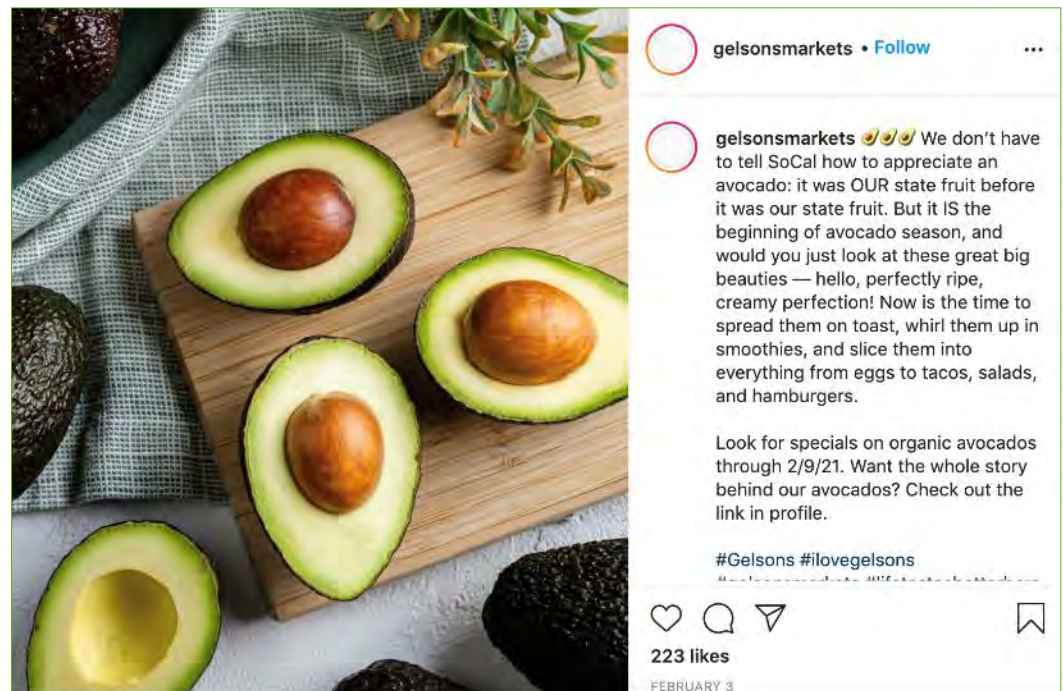 gelsonsmarkets • Follow
gelsonsmarkets 🥑🥑🥑 We don't have
to tell SoCal how to appreciate an
avocado: it was OUR state fruit before
it was our state fruit. But it IS the
beginning of avocado season, and
would you just look at these great big
beauties — hello, perfectly ripe,
creamy perfection! Now is the time to
spread them on toast, whirl them up in
smoothies, and slice them into
everything from eggs to tacos, salads,
and hamburgers.
Look for specials on organic avocados
through 2/9/21. Want the whole story
behind our avocados? Check out the
link in profile.
#Gelsons #ilovegelsons
223 likes
FEBRUARY 3